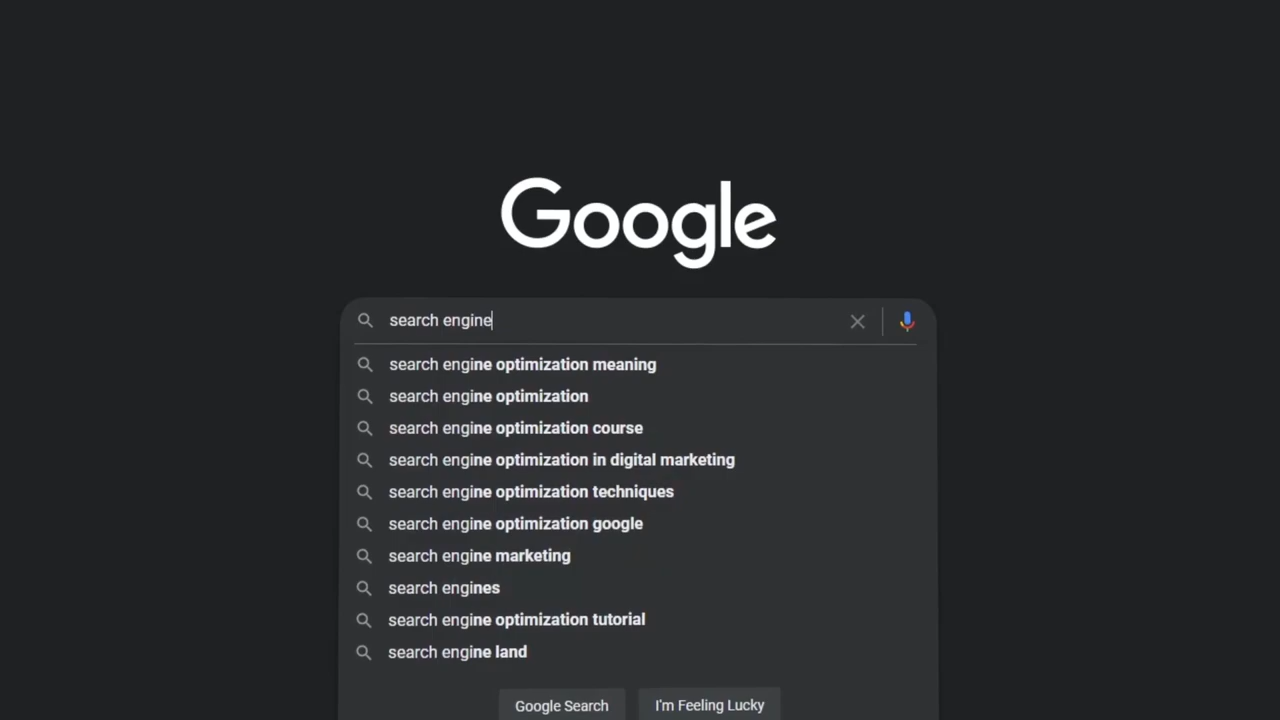 Google
search engine
search engine optimization meaning
search engine optimization
search engine optimization course
search engine optimization in digital marketing
search engine optimization techniques
search engine optimization google
search engine marketing
search engines
search engine optimization tutorial
search engine land
Google Search I'm Feeling Lucky